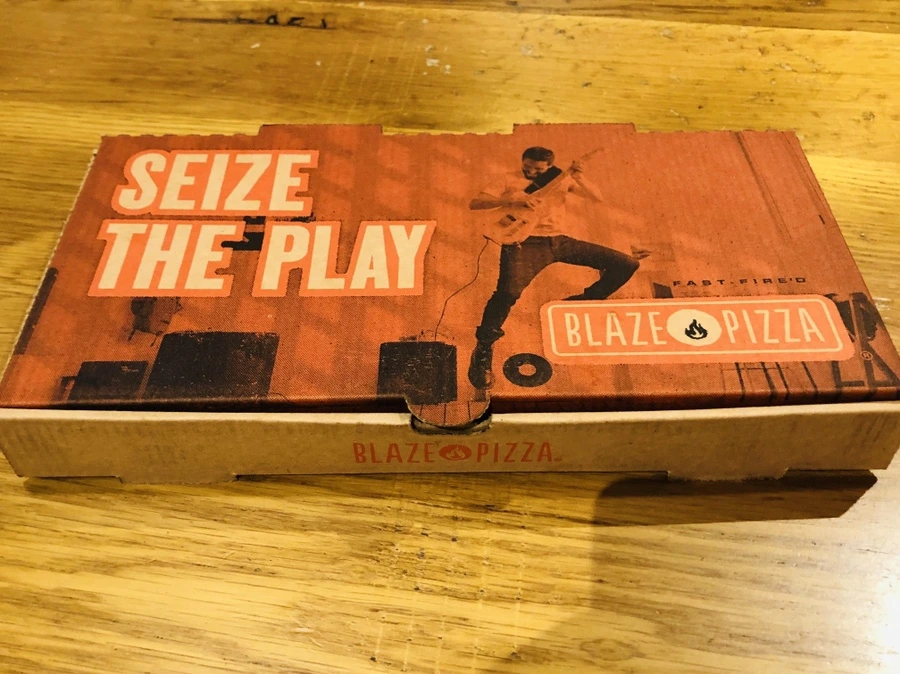 SEIZE
THE PLAY
FAST-FIRE'D
BLAZE PIZZA
®
BLAZE PIZZA